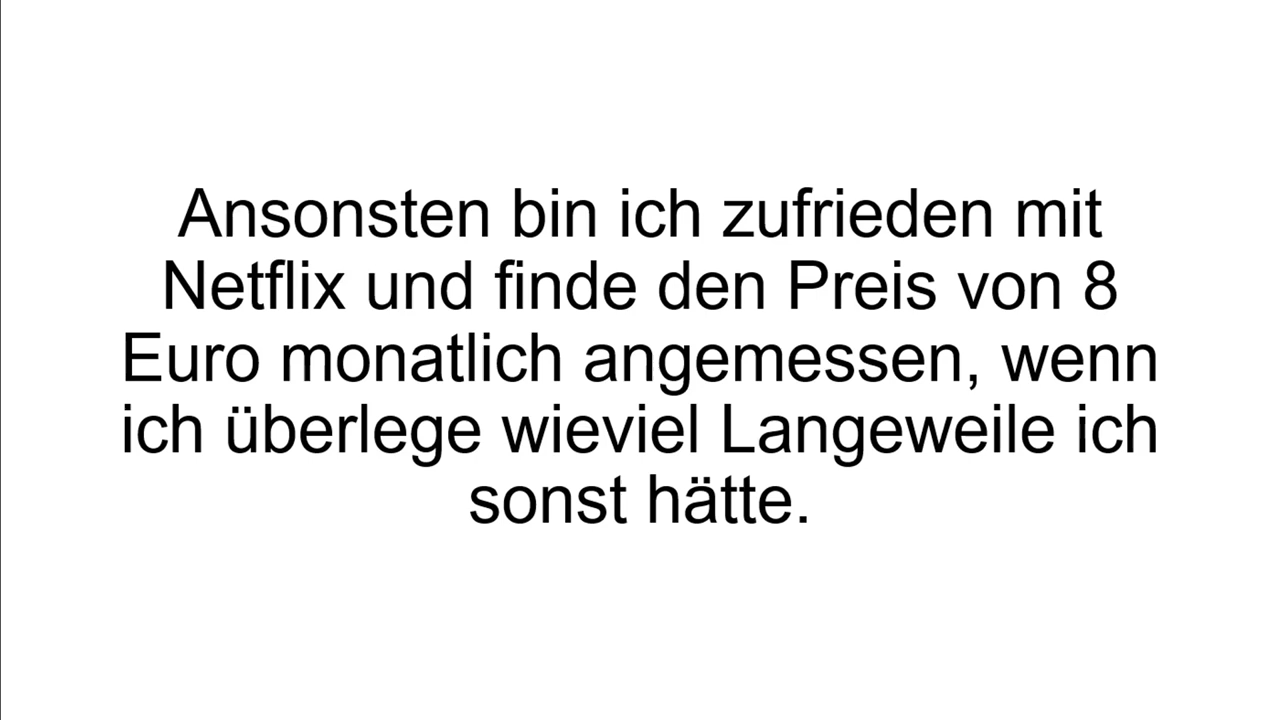 Ansonsten bin ich zufrieden mit
Netflix und finde den Preis von 8
Euro monatlich angemessen, wenn
ich überlege wieviel Langeweile ich
sonst hätte.